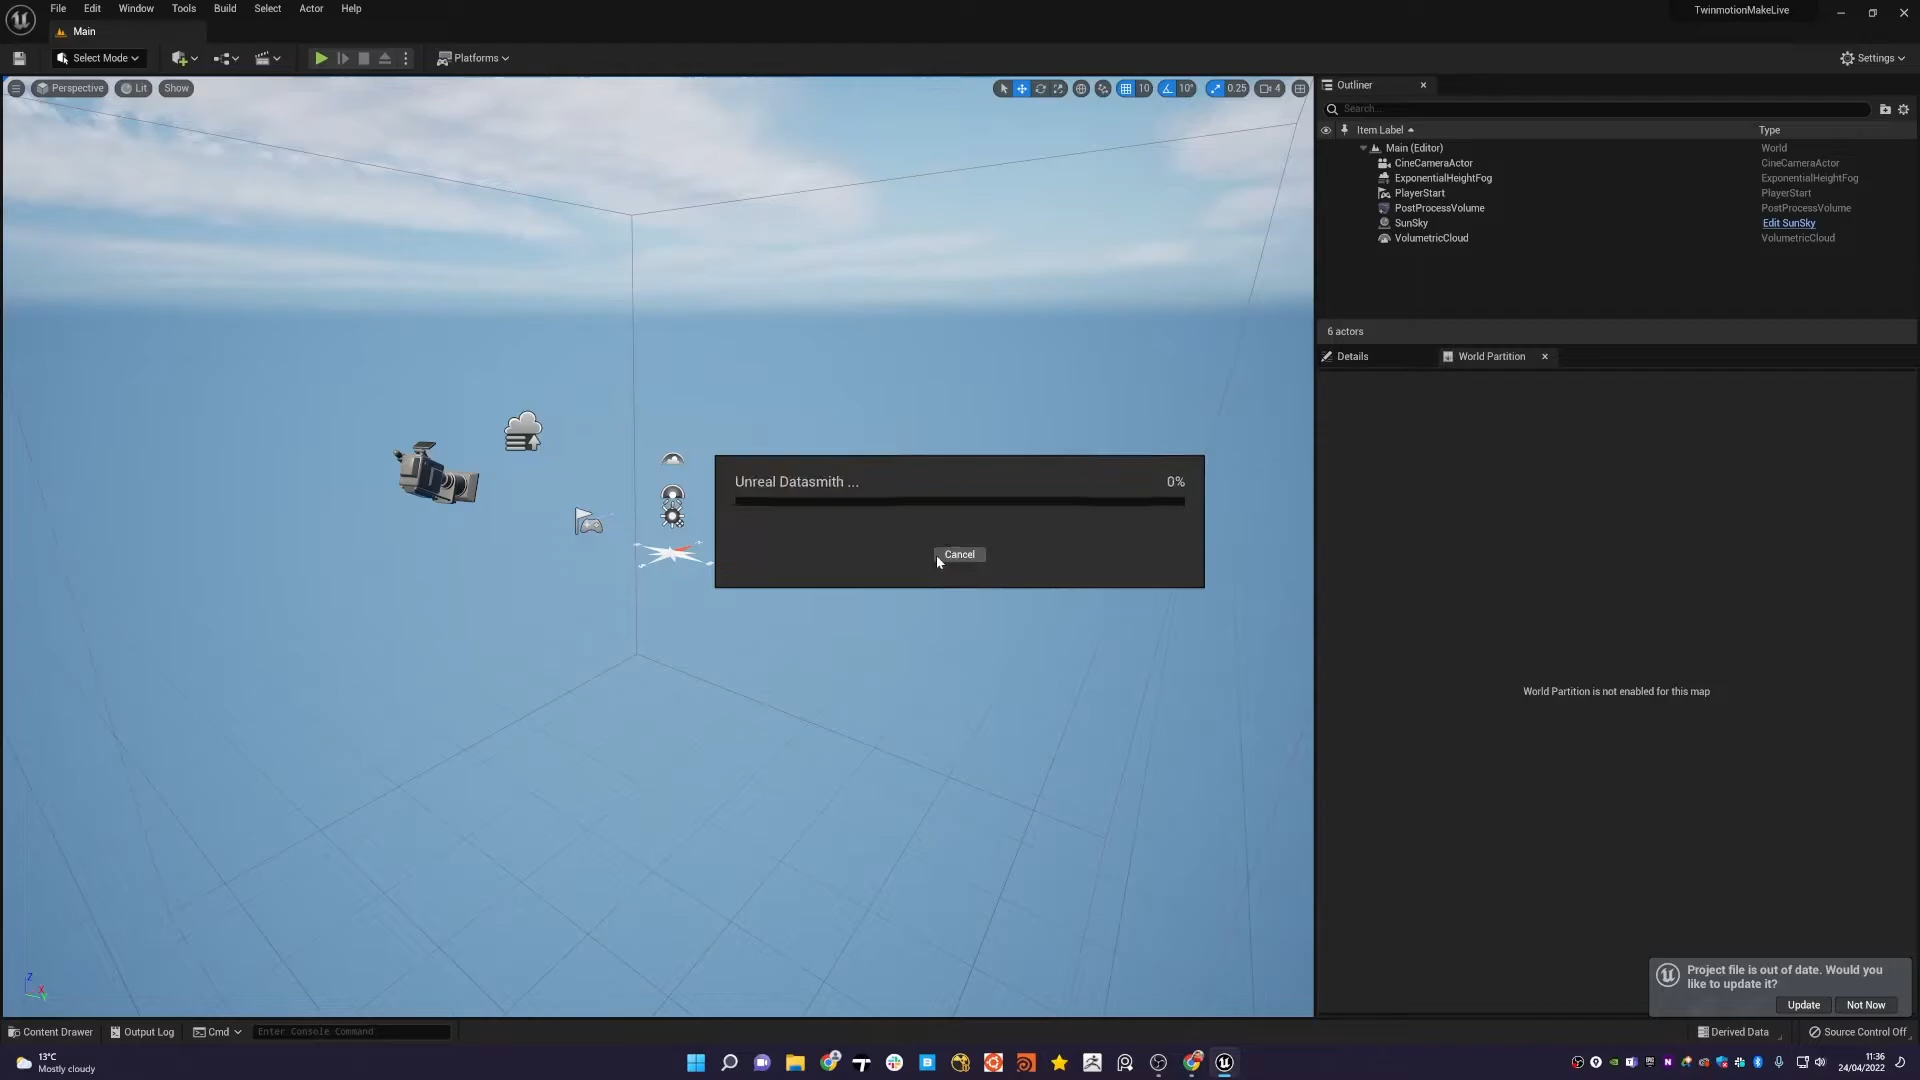 File Edit Window Tools Build Select Actor Help
TwinmotionMakeLive
Main
Select Mode
Platforms
Settings
Perspective Lit Show
10 10° 0.25 4
Outliner
Search...
Item Label Type
Main (Editor) World
CineCameraActor CineCameraActor
ExponentialHeightFog ExponentialHeightFog
PlayerStart PlayerStart
PostProcessVolume PostProcessVolume
SunSky Edit SunSky
VolumetricCloud VolumetricCloud
6 actors
Details World Partition
Unreal Datasmith ... 0%
Cancel
World Partition is not enabled for this map
Project file is out of date. Would you
like to update it?
Update Not Now
Z
X
Y
Content Drawer Output Log Cmd Enter Console Command
Derived Data Source Control Off
13°C
Mostly cloudy
11:36
24/04/2022